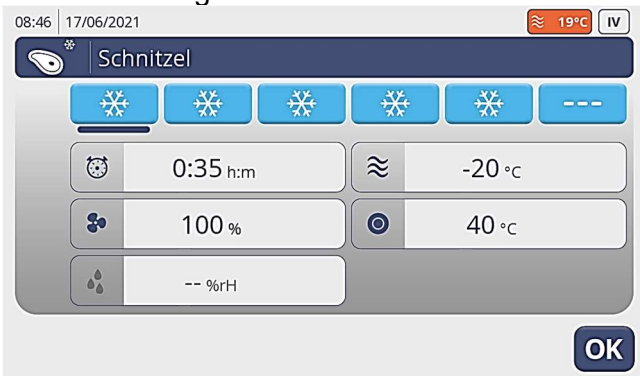 08:46 17/06/2021 19°C IV
Schnitzel
---
0:35 h:m -20 °C
100 % 40 °C
-- %rH
OK